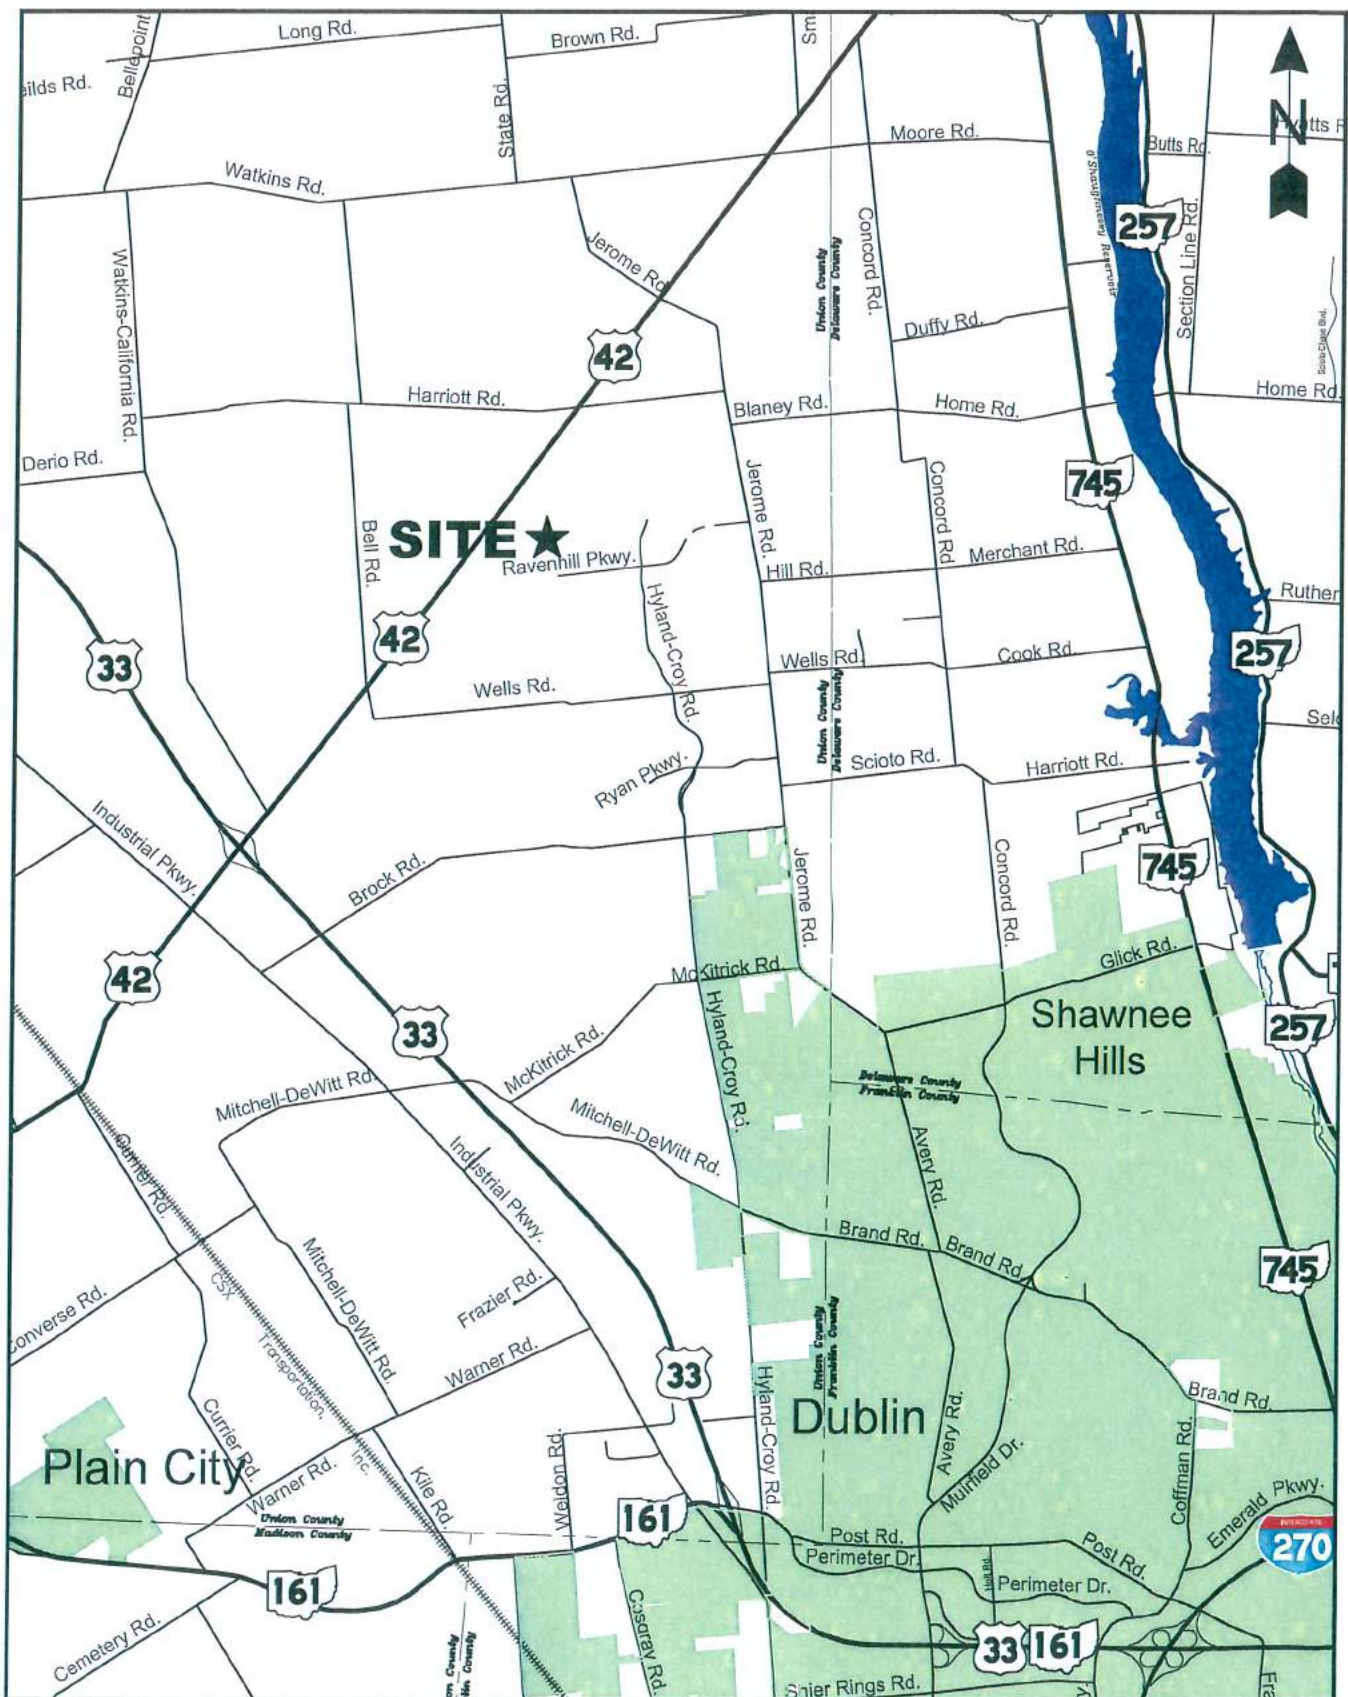 Long Rd.
Brown Rd.
Bellepoint
eilds Rd.
State Rd.
Moore Rd.
N
Butts Rd.
Watkins Rd.
O'Shaughnessy Reservoir
257
Section Line Rd.
Concord Rd.
Jerome Rd.
Union County
Delaware County
Watkins-California Rd.
42
Duffy Rd.
Harriott Rd.
Blaney Rd.
Home Rd.
Home Rd.
Derio Rd.
745
Jerome Rd.
Concord Rd
SITE
Bell Rd.
Ravenhill Pkwy.
Hill Rd.
Merchant Rd.
Ruther
Hyland-Croy Rd.
42
33
257
Wells Rd.
Cook Rd.
Wells Rd.
Union County
Delaware County
Selc
Scioto Rd.
Harriott Rd.
Ryan Pkwy.
Industrial Pkwy.
Brock Rd.
Jerome Rd.
Concord Rd.
745
Glick Rd.
McKitrick Rd.
42
Shawnee
Hills
33
Hyland-Croy Rd.
257
McKitrick Rd.
Delaware County
Franklin County
Mitchell-DeWitt Rd.
Mitchell-DeWitt Rd.
Currier Rd.
Industrial Pkwy.
Avery Rd.
Brand Rd.
Brand Rd.
745
Mitchell-DeWitt Rd.
CSX
Transportation,
Inc.
Converse Rd.
Frazier Rd.
Warner Rd.
Union County
Franklin County
33
Hyland-Croy Rd.
Dublin
Brand Rd.
Avery Rd.
Muirfield Dr.
Coffman Rd.
Currier Rd.
Plain City
Warner Rd.
Kile Rd
Weldon Rd.
Emerald Pkwy.
Union County
Madison County
161
Post Rd.
Perimeter Dr.
Post Rd.
INTERSTATE
270
161
Perimeter Dr.
Cosgray Rd.
Cemetery Rd.
33
161
Shier Rings Rd.